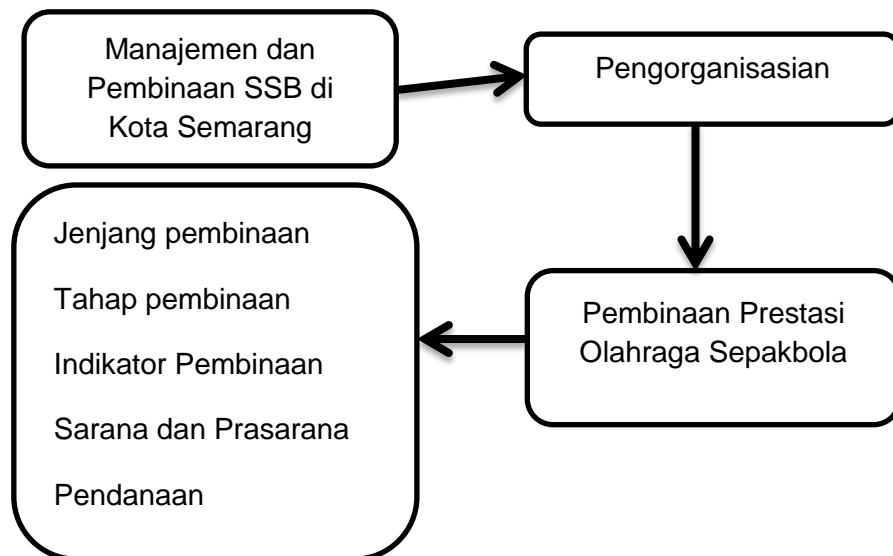 Manajemen dan
Pembinaan SSB di
Kota Semarang
Pengorganisasian
Pembinaan Prestasi
Olahraga Sepakbola
Jenjang pembinaan
Tahap pembinaan
Indikator Pembinaan
Sarana dan Prasarana
Pendanaan